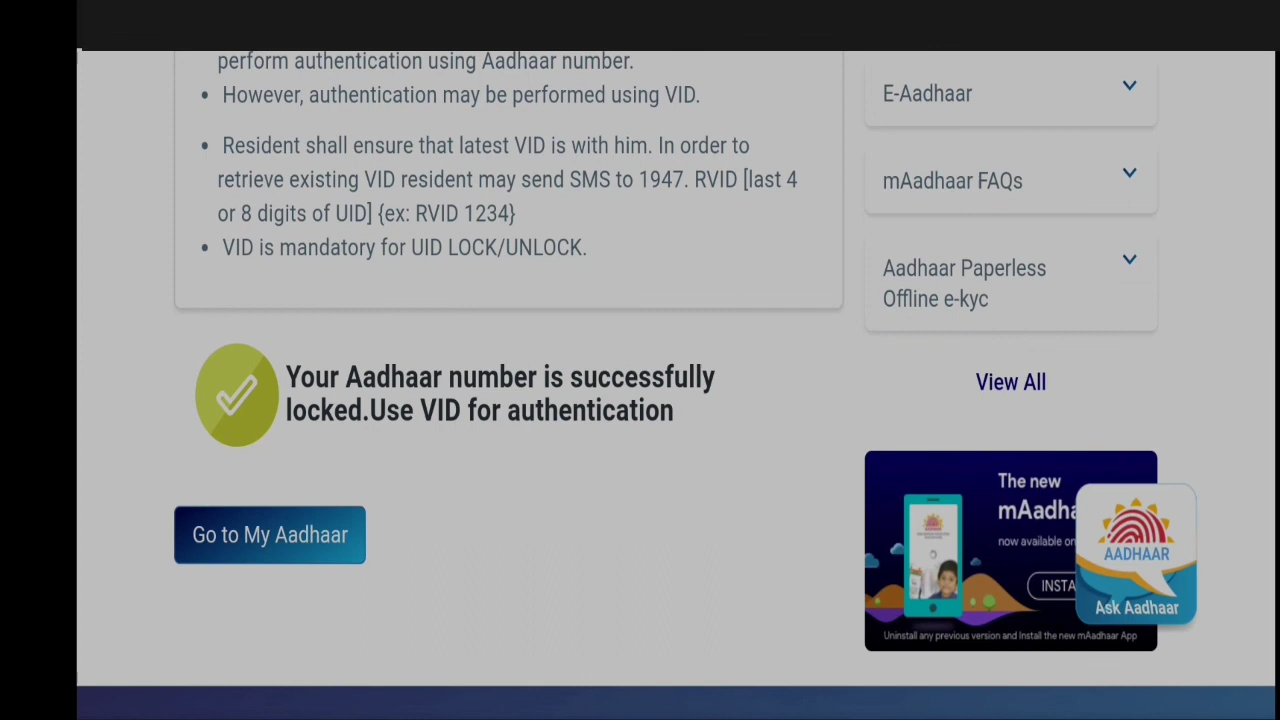 perform authentication using Aadhaar number.
• However, authentication may be performed using VID.
• Resident shall ensure that latest VID is with him. In order to
retrieve existing VID resident may send SMS to 1947. RVID [last 4
or 8 digits of UID] {ex: RVID 1234}
• VID is mandatory for UID LOCK/UNLOCK.
Your Aadhaar number is successfully
locked.Use VID for authentication
Go to My Aadhaar
E-Aadhaar
mAadhaar FAQs
Aadhaar Paperless
Offline e-kyc
View All
The new
mAadha
now available on
INSTA
Uninstall any previous version and Install the new mAadhaar App
AADHAAR
Ask Aadhaar